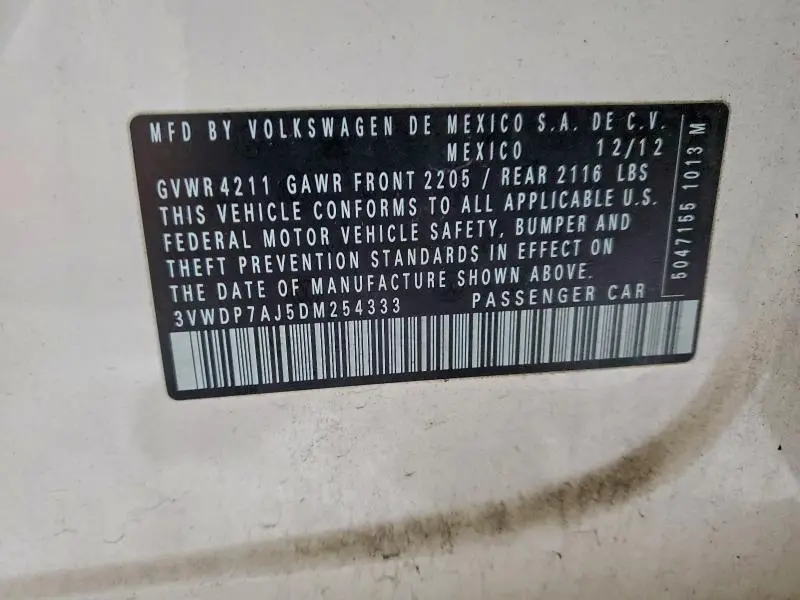 MFD BY VOLKSWAGEN DE MEXICO S.A. DE C.V.
MEXICO 12/12
GVWR 4211 GAWR FRONT 2205 / REAR 2116 LBS
THIS VEHICLE CONFORMS TO ALL APPLICABLE U.S.
FEDERAL MOTOR VEHICLE SAFETY, BUMPER AND
THEFT PREVENTION STANDARDS IN EFFECT ON
THE DATE OF MANUFACTURE SHOWN ABOVE.
3VWDP7AJ5DM254333 PASSENGER CAR
5047155 1013 M